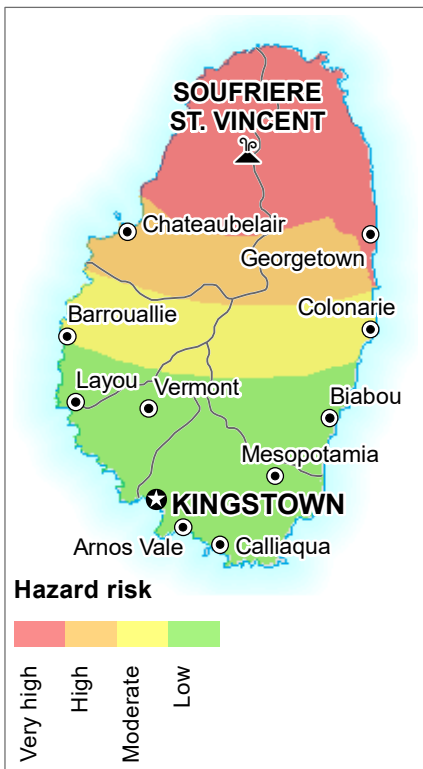 SOUFRIERE
ST. VINCENT
Chateaubelair
Georgetown
Colonarie
Barrouallie
Layou
Vermont
Biabou
Mesopotamia
KINGSTOWN
Arnos Vale
Calliaqua
Hazard risk
Very high
High
Moderate
Low